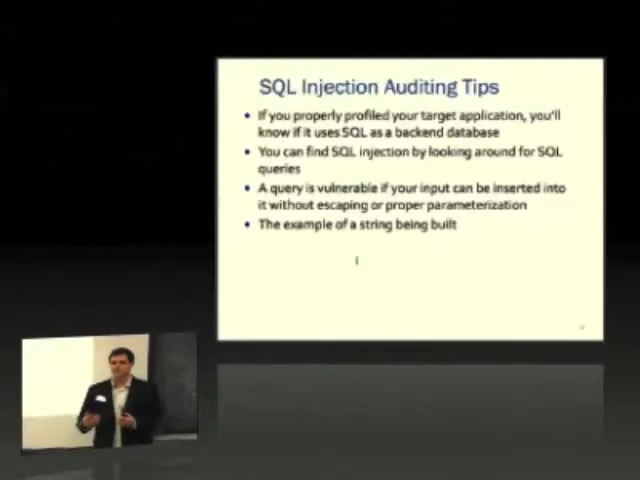 SQL Injection Auditing Tips
• If you properly profiled your target application, you'll
know if it uses SQL as a backend database
• You can find SQL injection by looking around for SQL
queries
• A query is vulnerable if your input can be inserted into
it without escaping or proper parameterization
• The example of a string being built